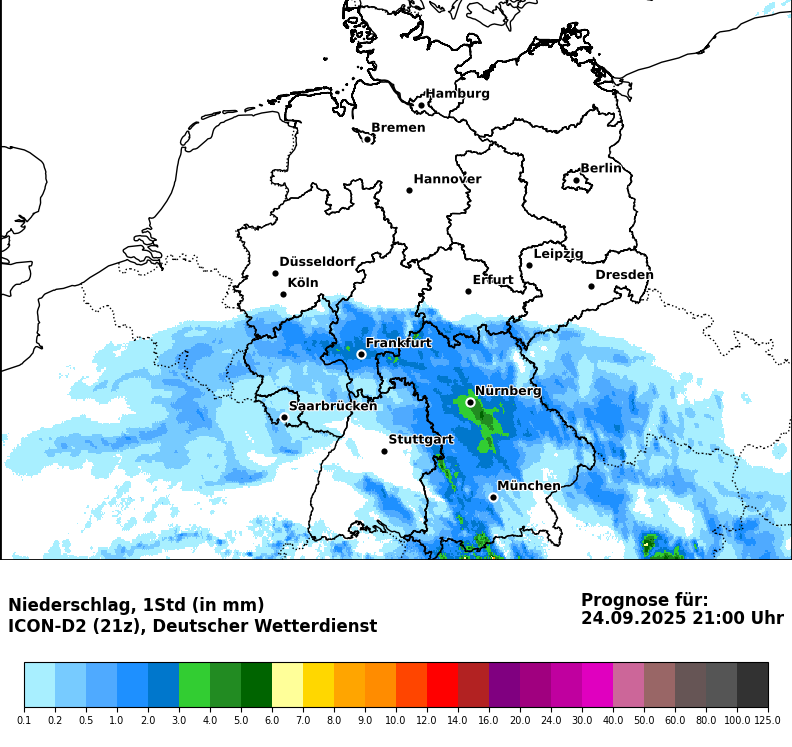 Hamburg
Bremen
Berlin
Hannover
Leipzig
Düsseldorf
Dresden
Köln
Erfurt
Frankfurt
Nürnberg
Saarbrücken
Stuttgart
München
Niederschlag, 1Std (in mm)
ICON-D2 (21z), Deutscher Wetterdienst
Prognose für:
24.09.2025 21:00 Uhr
0.1 0.2 0.5 1.0 2.0 3.0 4.0 5.0 6.0 7.0 8.0 9.0 10.0 12.0 14.0 16.0 20.0 24.0 30.0 40.0 50.0 60.0 80.0 100.0 125.0